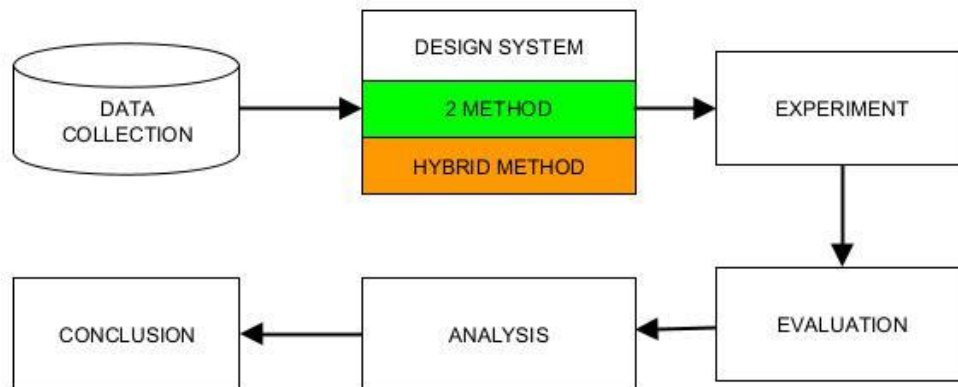 DATA
COLLECTION
DESIGN SYSTEM
2 METHOD
HYBRID METHOD
EXPERIMENT
EVALUATION
ANALYSIS
CONCLUSION